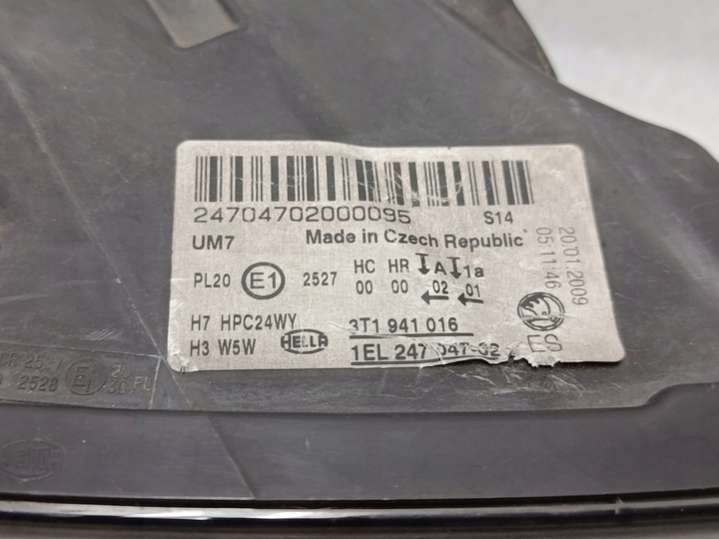 24704702000095 S14
UM7 Made in Czech Republic
PL20 E1 2527 HC HR A 1a
00 00 02 01
H7 HPC24WY 3T1 941 016
H3 W5W HELLA 1EL 247 047-32
20.01.2009
05:11:46
2528